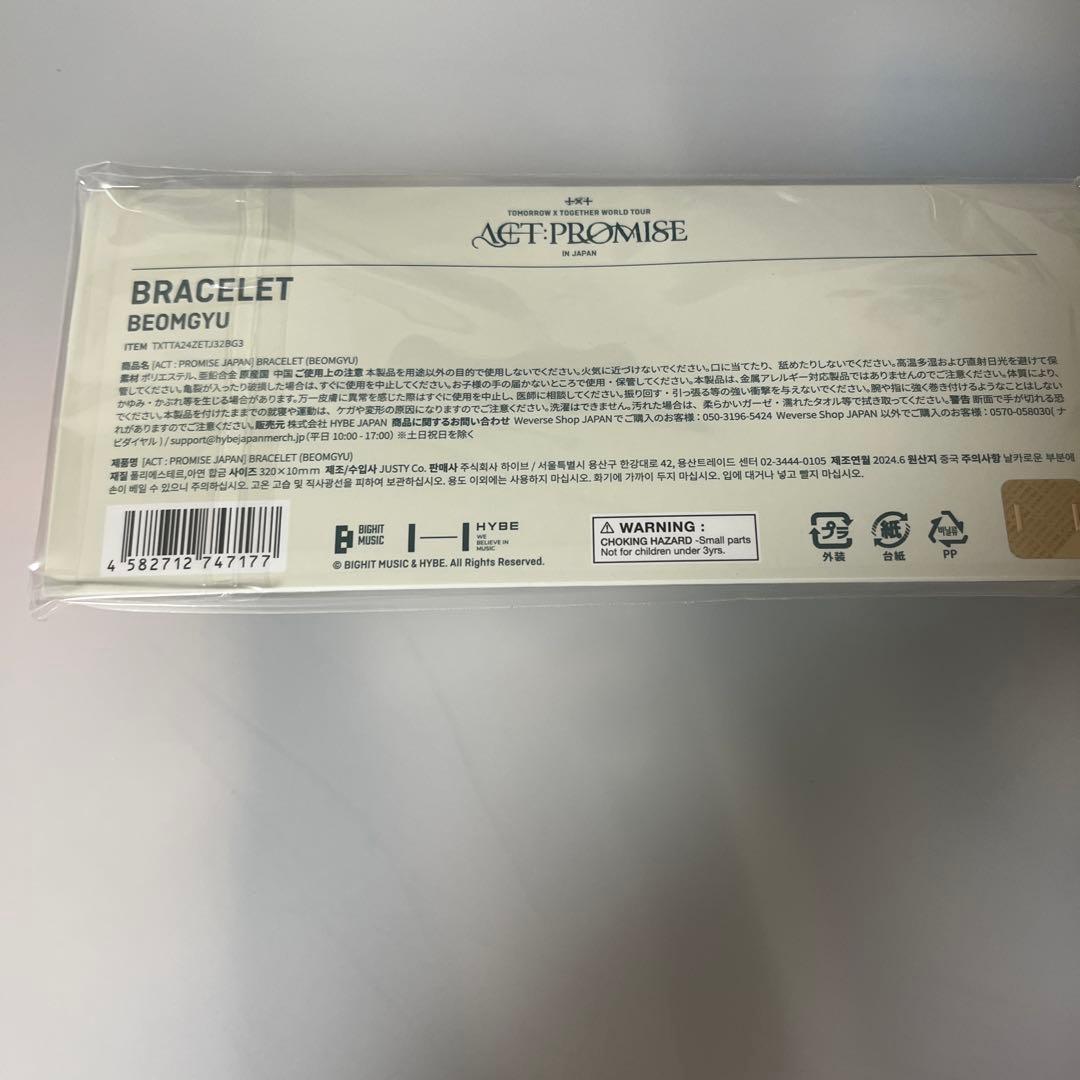 TOMORROW X TOGETHER WORLD TOUR
ACT:PROMISE
IN JAPAN
BRACELET
BEOMGYU
ITEM TXTTA24ZETJ32BG3
商品名 [ACT : PROMISE JAPAN] BRACELET (BEOMGYU)
素材 ポリエステル、亜鉛合金 原産国 中国 ご使用上の注意 本製品を用途以外の目的で使用しないでください。火気に近づけないでください。口に当てたり、舐めたりしないでください。高温多湿および直射日光を避けて保
管してください。亀裂が入ったり破損した場合は、すぐに使用を中止してください。お子様の手の届かないところで使用・保管してください。本製品は、金属アレルギー対応製品ではありませんのでご注意ください。体質により、
かゆみ・かぶれ等を生じる場合があります。万一皮膚に異常を感じた際はすぐに使用を中止し、医師に相談してください。振り回す・引っ張る等の強い衝撃を与えないでください。腕や指に強く巻き付けるようなことはしない
でください。本製品を付けたままでの就寝や運動は、ケガや変形の原因になりますのでご注意ください。洗濯はできません。汚れた場合は、柔らかいガーゼ・濡れたタオル等で拭き取ってください。警告 断面で手が切れる恐
れがありますのでご注意ください。販売元 株式会社 HYBE JAPAN 商品に関するお問い合わせ Weverse Shop JAPANでご購入のお客様：050-3196-5424 Weverse Shop JAPAN 以外でご購入のお客様：0570-058030(ナ
ビダイヤル) / support@hybejapanmerch.jp (平日 10:00 - 17:00) ※土日祝日を除く
제품명 [ACT : PROMISE JAPAN] BRACELET (BEOMGYU)
재질 폴리에스테르,아연 합금 사이즈 320×10mm 제조/수입사 JUSTY Co. 판매사 주식회사 하이브 / 서울특별시 용산구 한강대로 42, 용산트레이드 센터 02-3444-0105 제조연월 2024.6 원산지 중국 주의사항 날카로운 부분에
손이 베일 수 있으니 주의하십시오. 고온 고습 및 직사광선을 피하여 보관하십시오. 용도 이외에는 사용하지 마십시오. 화기에 가까이 두지 마십시오. 입에 대거나 넣고 빨지 마십시오.
4 582712 747177
BIGHIT
MUSIC
HYBE
WE
BELIEVE IN
MUSIC
© BIGHIT MUSIC & HYBE. All Rights Reserved.
⚠ WARNING :
CHOKING HAZARD -Small parts
Not for children under 3yrs.
プラ
外装
紙
台紙
비닐류
PP